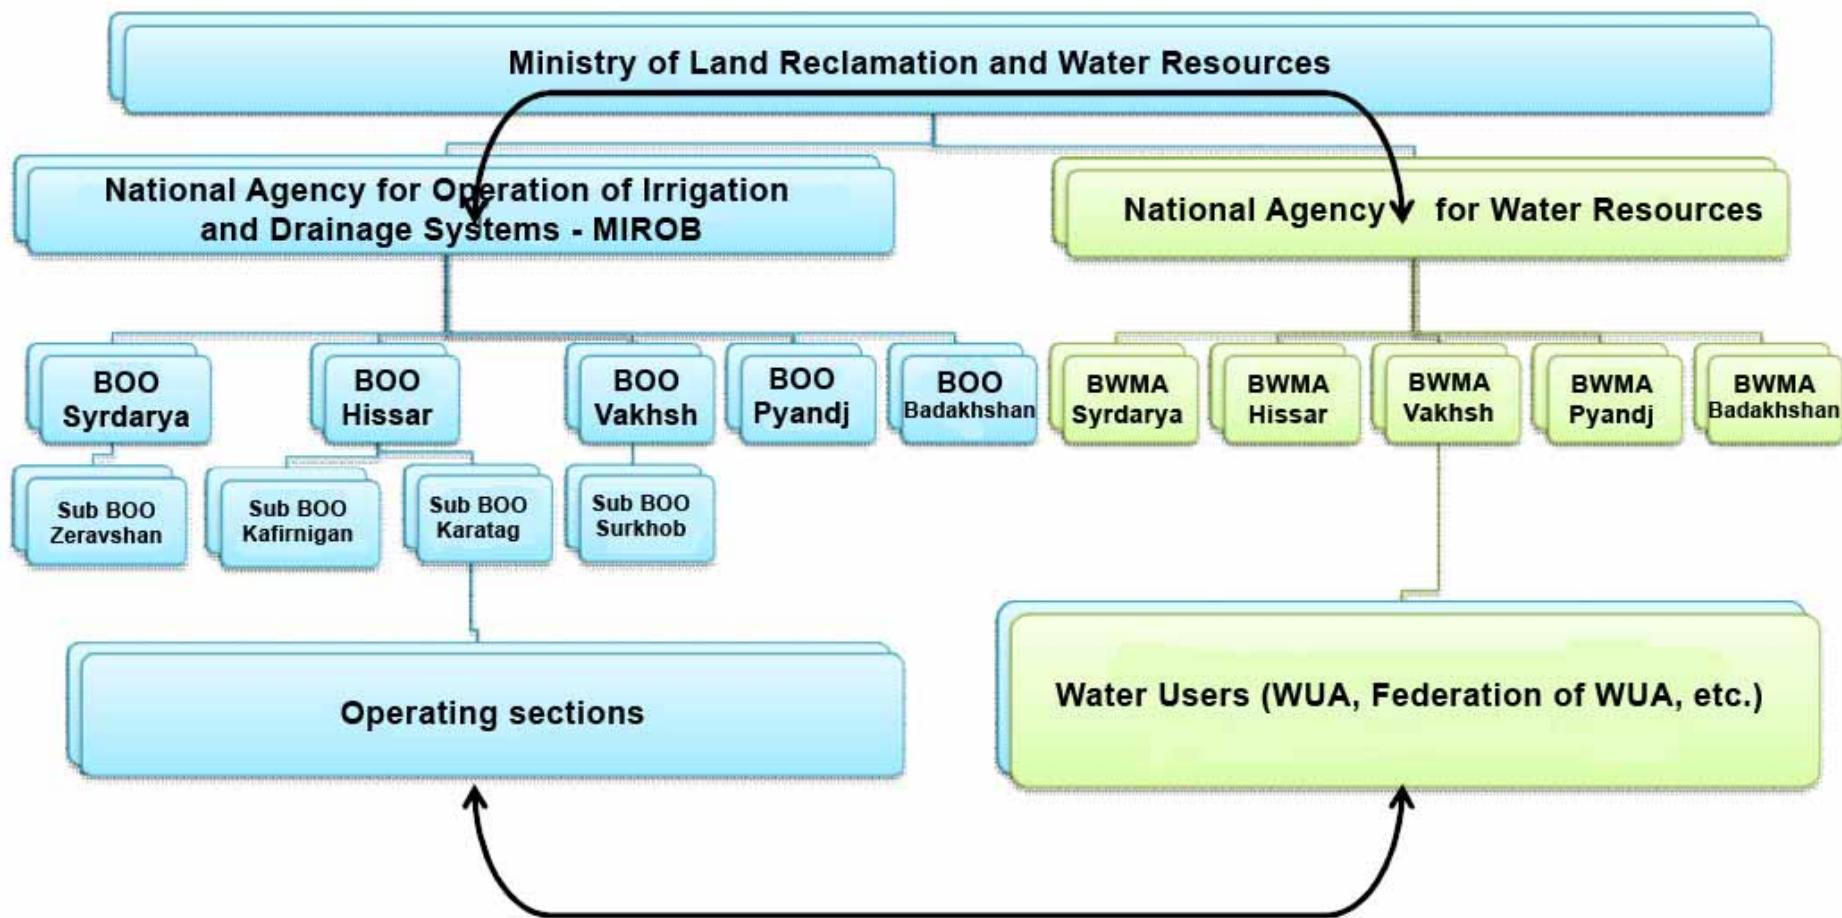 Ministry of Land Reclamation and Water Resources
National Agency for Operation of Irrigation
and Drainage Systems - MIROB
National Agency for Water Resources
BOO
Syrdarya
BOO
Hissar
BOO
Vakhsh
BOO
Pyandj
BOO
Badakhshan
BWMA
Syrdarya
BWMA
Hissar
BWMA
Vakhsh
BWMA
Pyandj
BWMA
Badakhshan
Sub BOO
Zeravshan
Sub BOO
Kafirnigan
Sub BOO
Karatag
Sub BOO
Surkhob
Operating sections
Water Users (WUA, Federation of WUA, etc.)